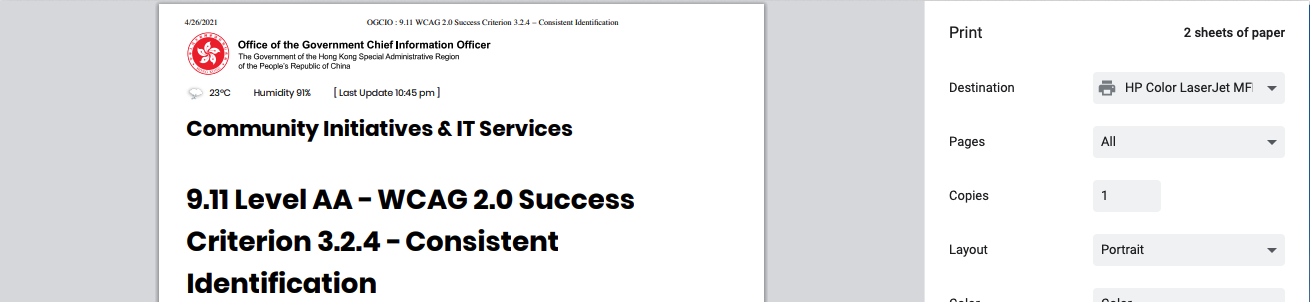 4/26/2021 OGCIO : 9.11 WCAG 2.0 Success Criterion 3.2.4 – Consistent Identification
Office of the Government Chief Information Officer
The Government of the Hong Kong Special Administrative Region
of the People's Republic of China
23°C Humidity 91% [ Last Update 10:45 pm ]
Community Initiatives & IT Services
9.11 Level AA – WCAG 2.0 Success
Criterion 3.2.4 – Consistent
Identification
Print 2 sheets of paper
Destination HP Color LaserJet MF
Pages All
Copies 1
Layout Portrait
Color Color